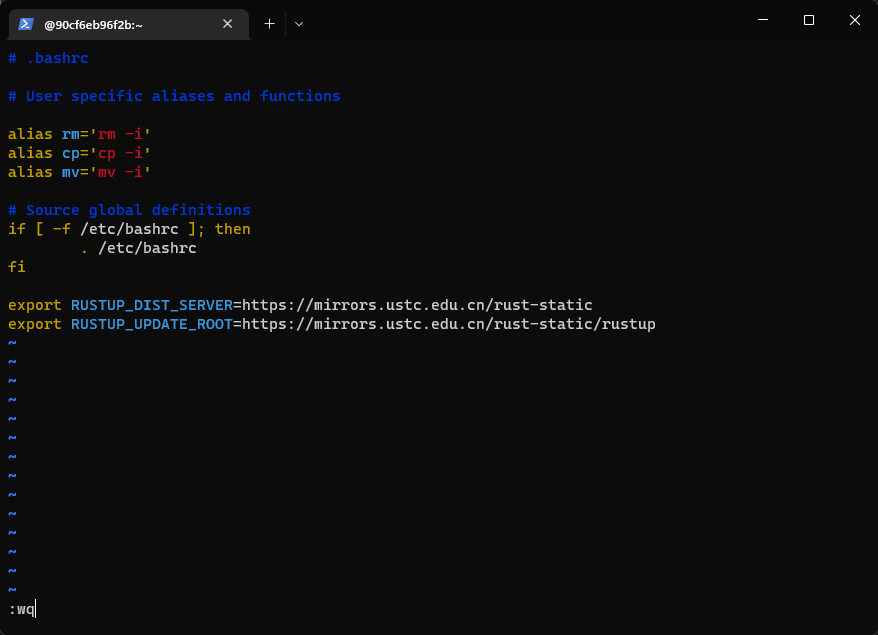 @90cf6eb96f2b:~
# .bashrc
# User specific aliases and functions
alias rm='rm -i'
alias cp='cp -i'
alias mv='mv -i'
# Source global definitions
if [ -f /etc/bashrc ]; then
        . /etc/bashrc
fi
export RUSTUP_DIST_SERVER=https://mirrors.ustc.edu.cn/rust-static
export RUSTUP_UPDATE_ROOT=https://mirrors.ustc.edu.cn/rust-static/rustup
~
~
~
~
~
~
~
~
~
~
~
~
~
~
:wq